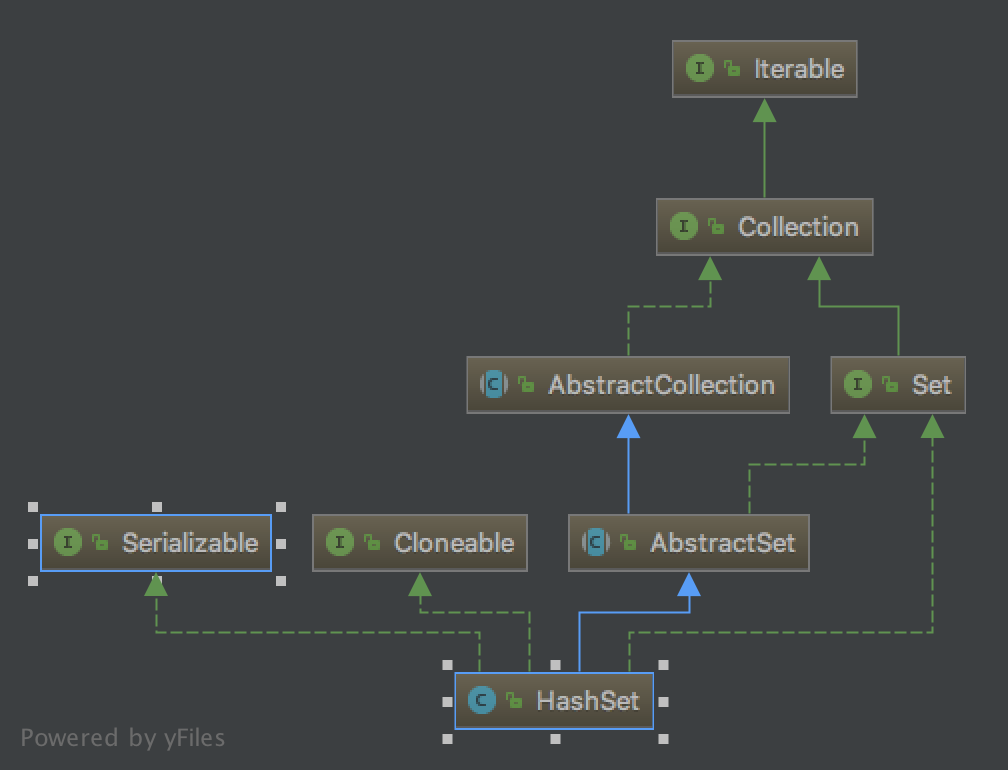 Iterable
Collection
AbstractCollection
Set
Serializable
Cloneable
AbstractSet
HashSet
Powered by yFiles